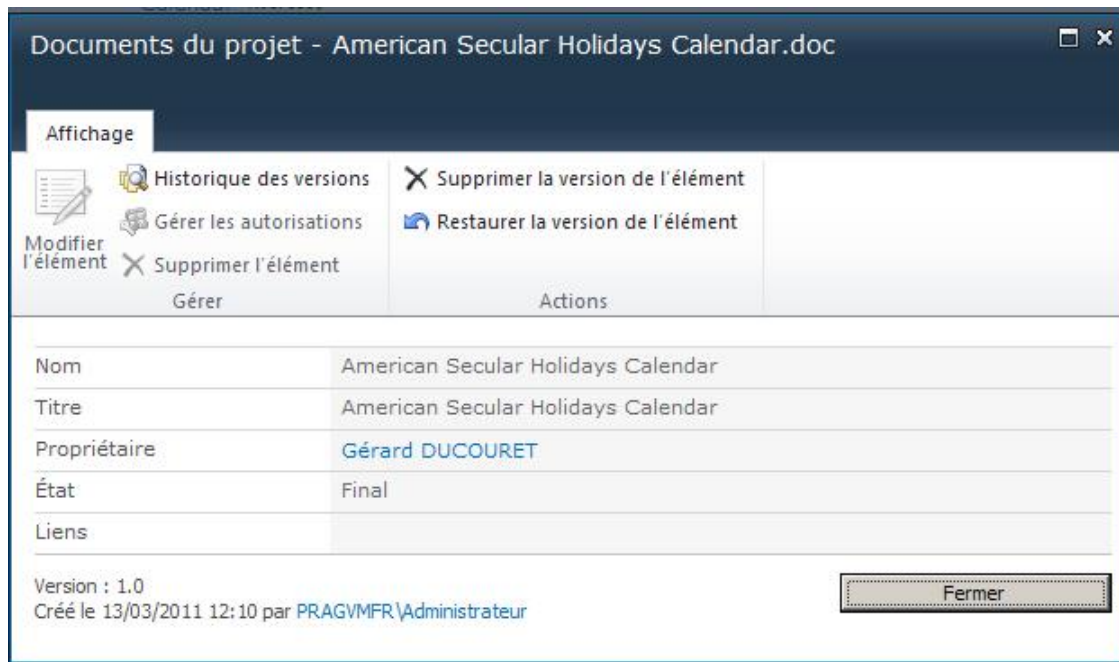 Documents du projet - American Secular Holidays Calendar.doc
Affichage
Modifier
l'élément
Historique des versions
Gérer les autorisations
Supprimer l'élément
Gérer
Supprimer la version de l'élément
Restaurer la version de l'élément
Actions
Nom American Secular Holidays Calendar
Titre American Secular Holidays Calendar
Propriétaire Gérard DUCOURET
État Final
Liens
Version : 1.0
Créé le 13/03/2011 12:10 par PRAGVMFR\Administrateur
Fermer